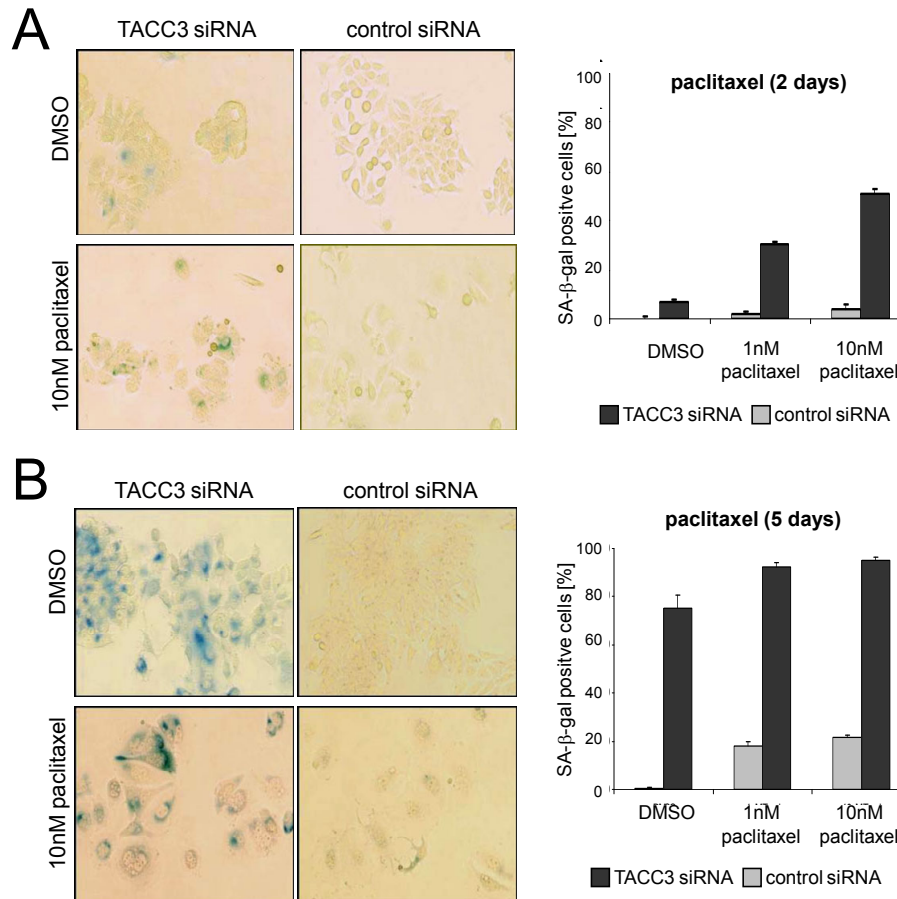 A
TACC3 siRNA
control siRNA
DMSO
10nM paclitaxel
paclitaxel (2 days)
SA-β-gal positve cells [%]
100
80
60
40
20
0
DMSO
1nM
paclitaxel
10nM
paclitaxel
TACC3 siRNA
control siRNA
B
TACC3 siRNA
control siRNA
DMSO
10nM paclitaxel
paclitaxel (5 days)
SA-β-gal positve cells [%]
100
80
60
40
20
0
DMSO
1nM
paclitaxel
10nM
paclitaxel
TACC3 siRNA
control siRNA